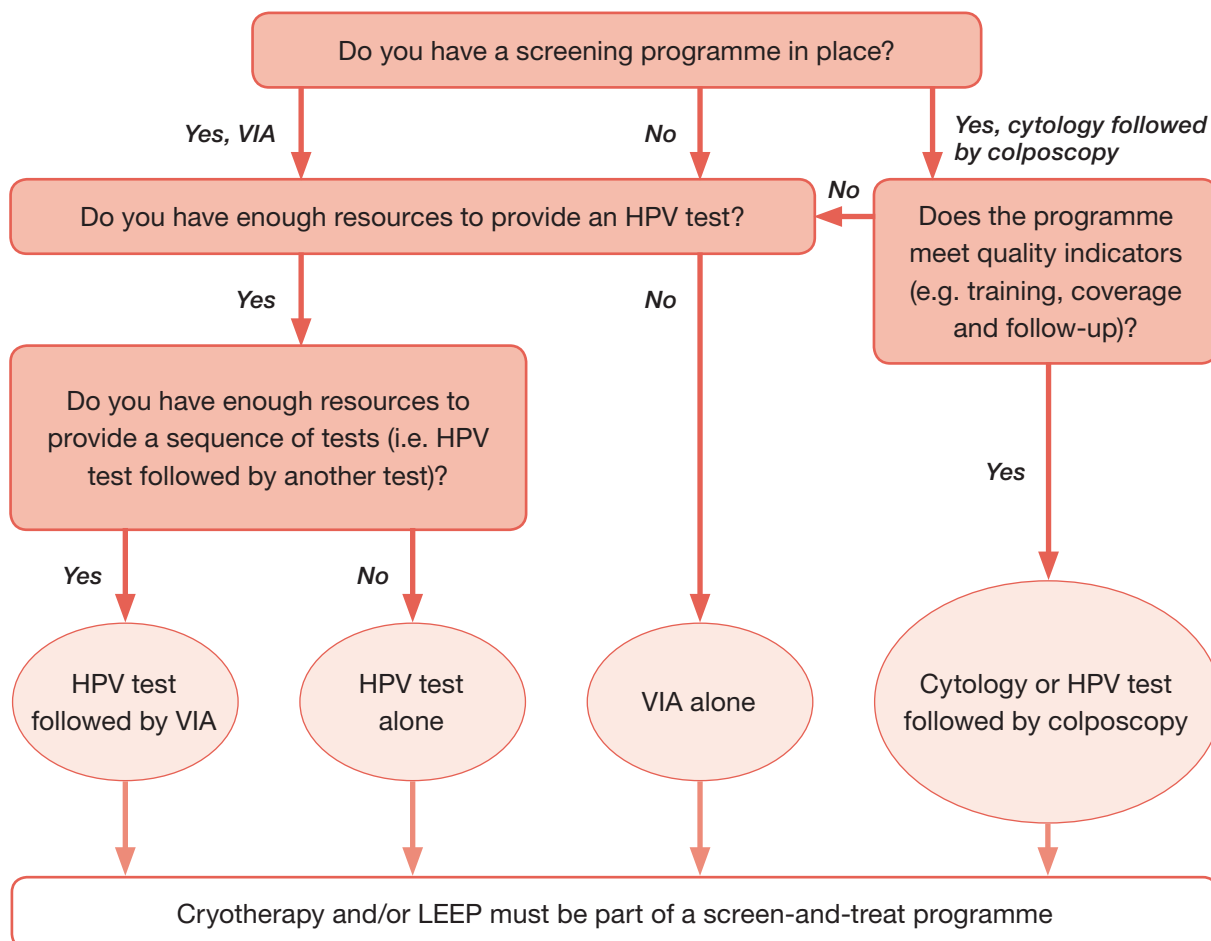 Do you have a screening programme in place?
Yes, VIA
No
Yes, cytology followed
by colposcopy
Do you have enough resources to provide an HPV test?
No
Does the programme
meet quality indicators
(e.g. training, coverage
and follow-up)?
Yes
No
Do you have enough resources to
provide a sequence of tests (i.e. HPV
test followed by another test)?
Yes
Yes
No
HPV test
followed by VIA
HPV test
alone
VIA alone
Cytology or HPV test
followed by colposcopy
Cryotherapy and/or LEEP must be part of a screen-and-treat programme